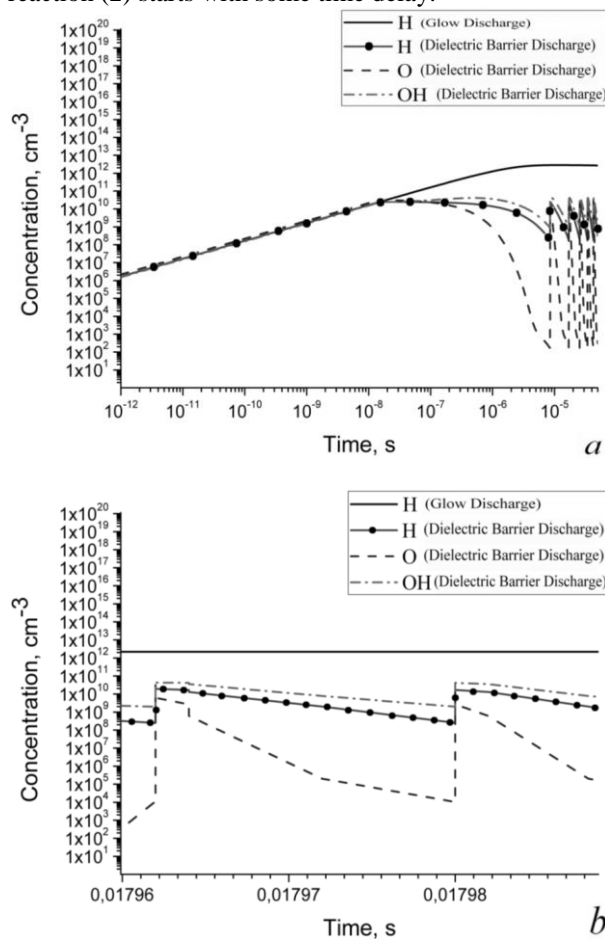 reaction (2) starts with some time delay.
H (Glow Discharge)
H (Dielectric Barrier Discharge)
O (Dielectric Barrier Discharge)
OH (Dielectric Barrier Discharge)
Concentration, cm-3
1x10^20
1x10^19
1x10^18
1x10^17
1x10^16
1x10^15
1x10^14
1x10^13
1x10^12
1x10^11
1x10^10
1x10^9
1x10^8
1x10^7
1x10^6
1x10^5
1x10^4
1x10^3
1x10^2
1x10^1
10^-12 10^-11 10^-10 10^-9 10^-8 10^-7 10^-6 10^-5
Time, s
a
H (Glow Discharge)
H (Dielectric Barrier Discharge)
O (Dielectric Barrier Discharge)
OH (Dielectric Barrier Discharge)
Concentration, cm-3
1x10^20
1x10^19
1x10^18
1x10^17
1x10^16
1x10^15
1x10^14
1x10^13
1x10^12
1x10^11
1x10^10
1x10^9
1x10^8
1x10^7
1x10^6
1x10^5
1x10^4
1x10^3
1x10^2
1x10^1
0,01796 0,01797 0,01798
Time, s
b